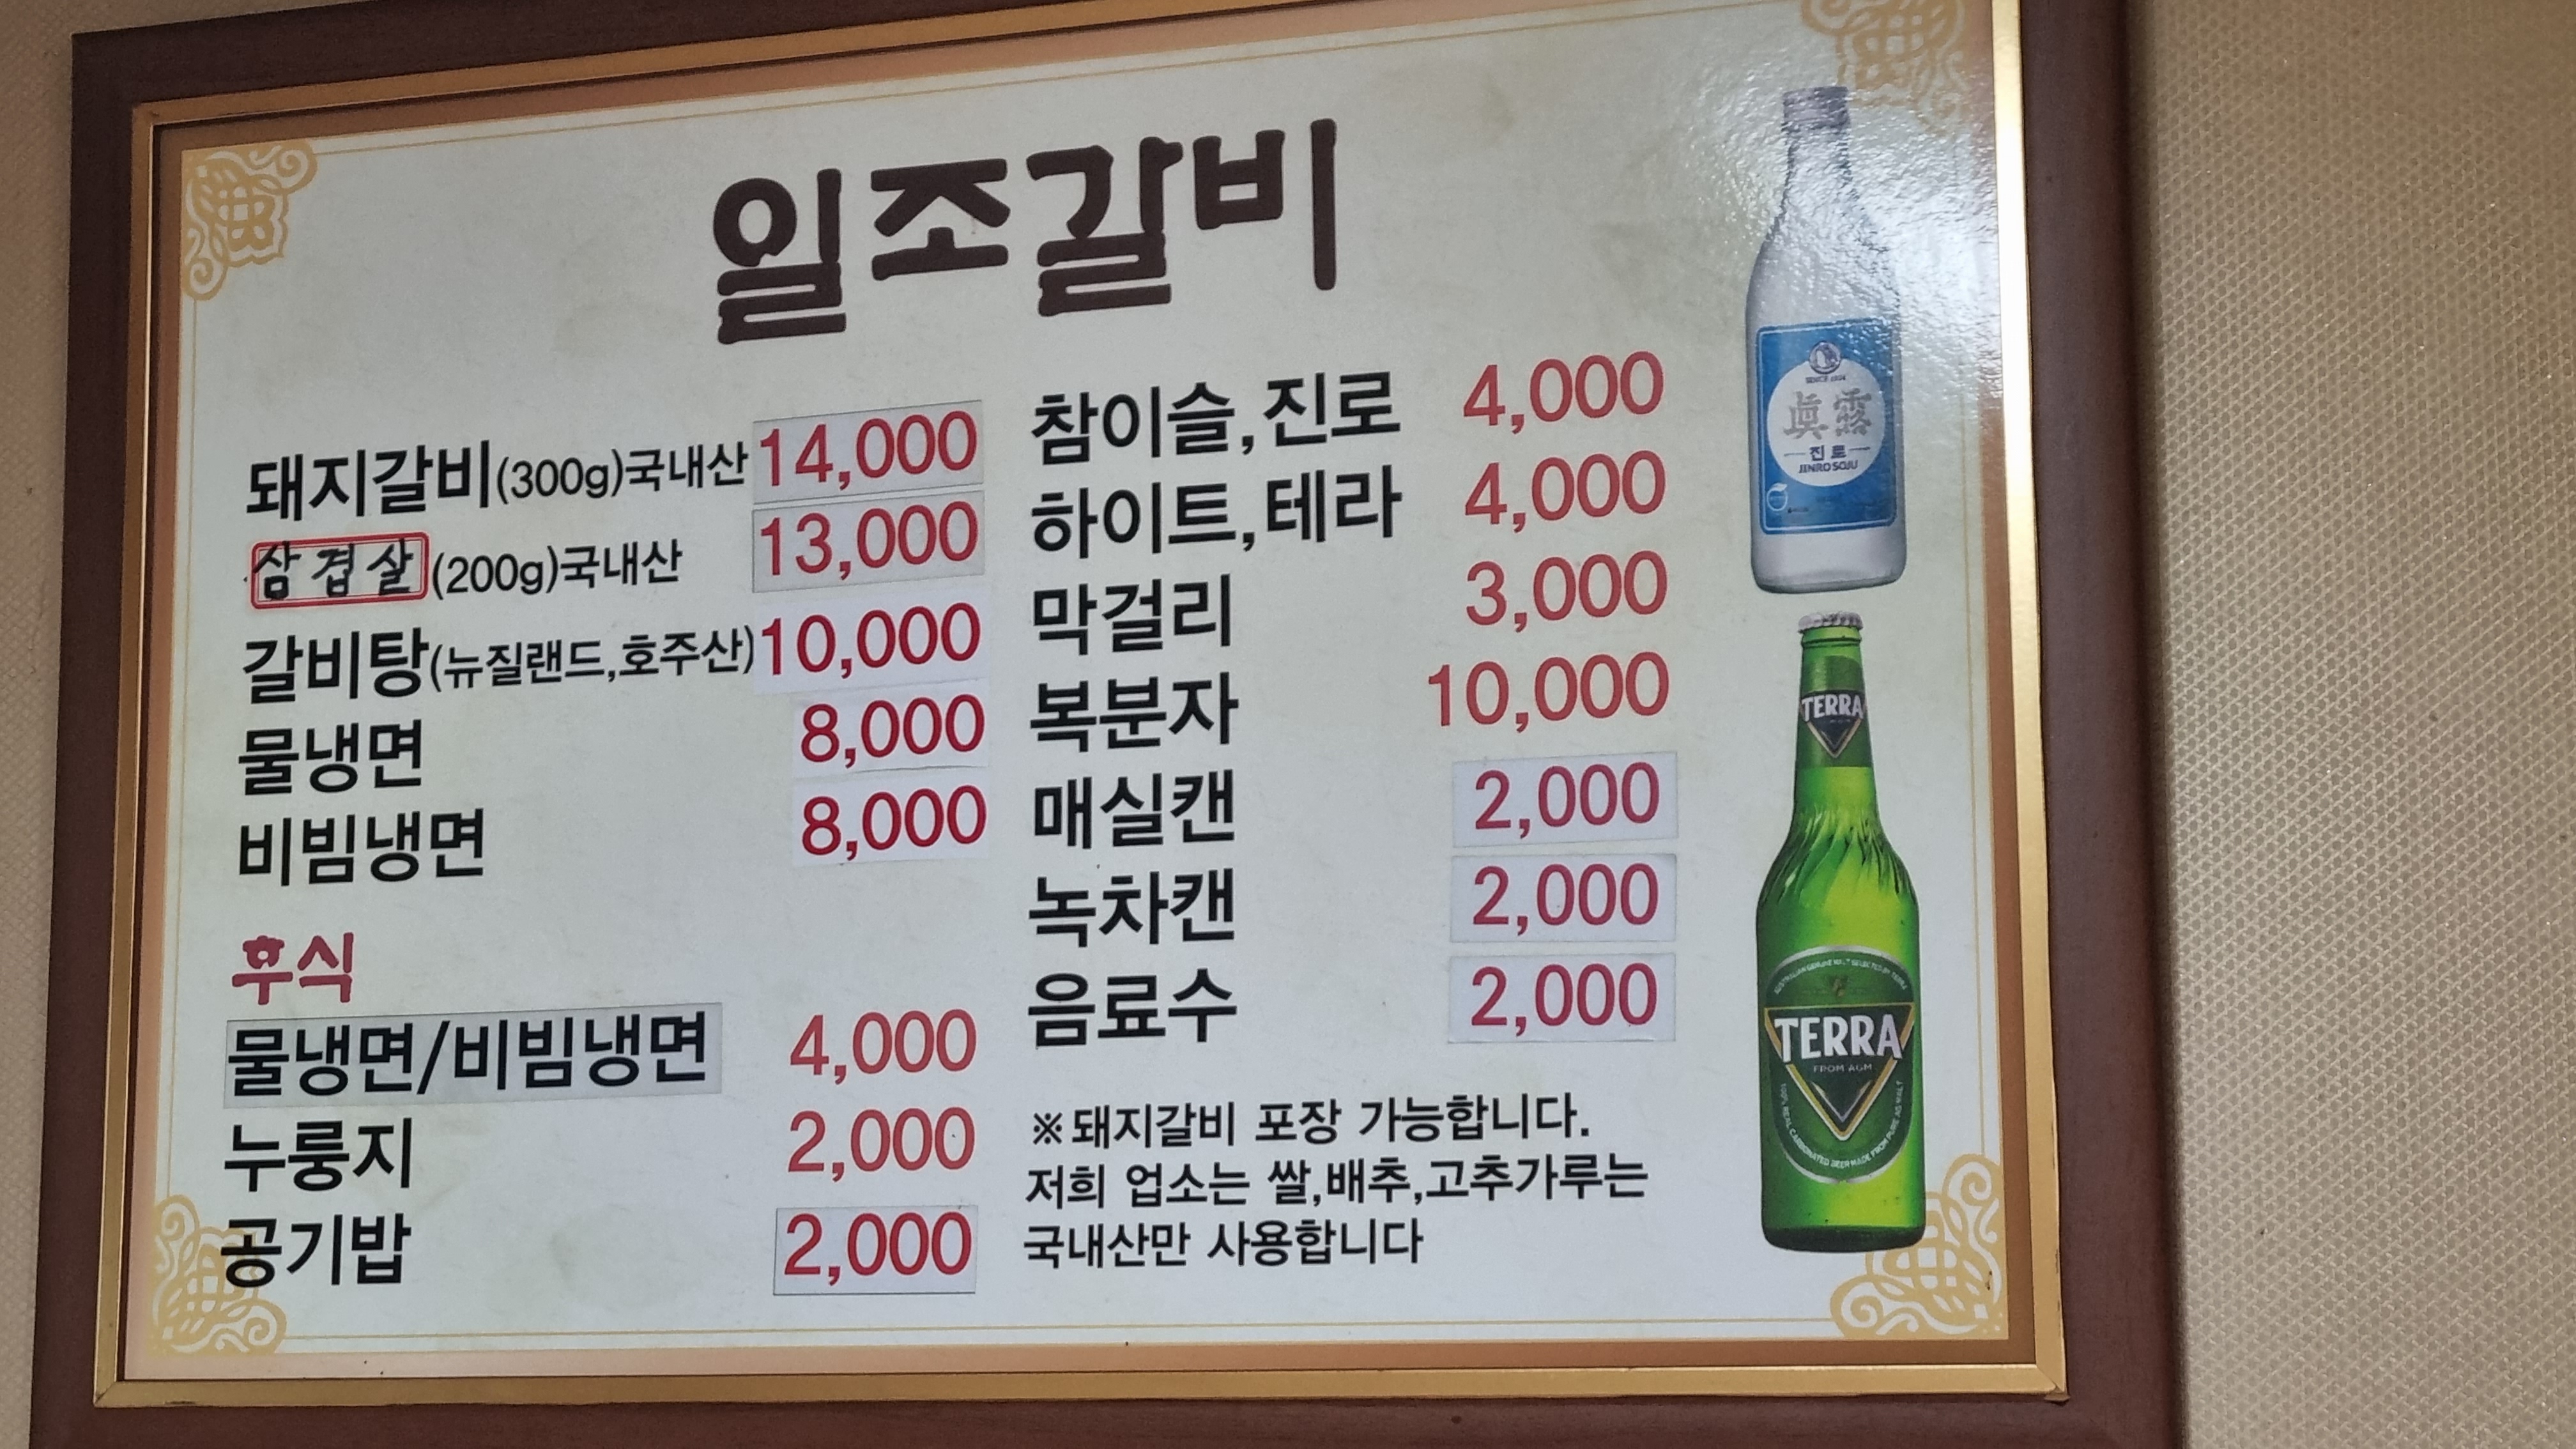 일조갈비
돼지갈비(300g)국내산 14,000
삼겹살 (200g)국내산 13,000
갈비탕(뉴질랜드,호주산) 10,000
물냉면 8,000
비빔냉면 8,000
후식
물냉면/비빔냉면 4,000
누룽지 2,000
공기밥 2,000
참이슬,진로 4,000
하이트,테라 4,000
막걸리 3,000
복분자 10,000
매실캔 2,000
녹차캔 2,000
음료수 2,000
※돼지갈비 포장 가능합니다.
저희 업소는 쌀,배추,고추가루는
국내산만 사용합니다
SINCE 1924
眞露
진로
JINRO SOJU
TERRA
TERRA
FROM AGM